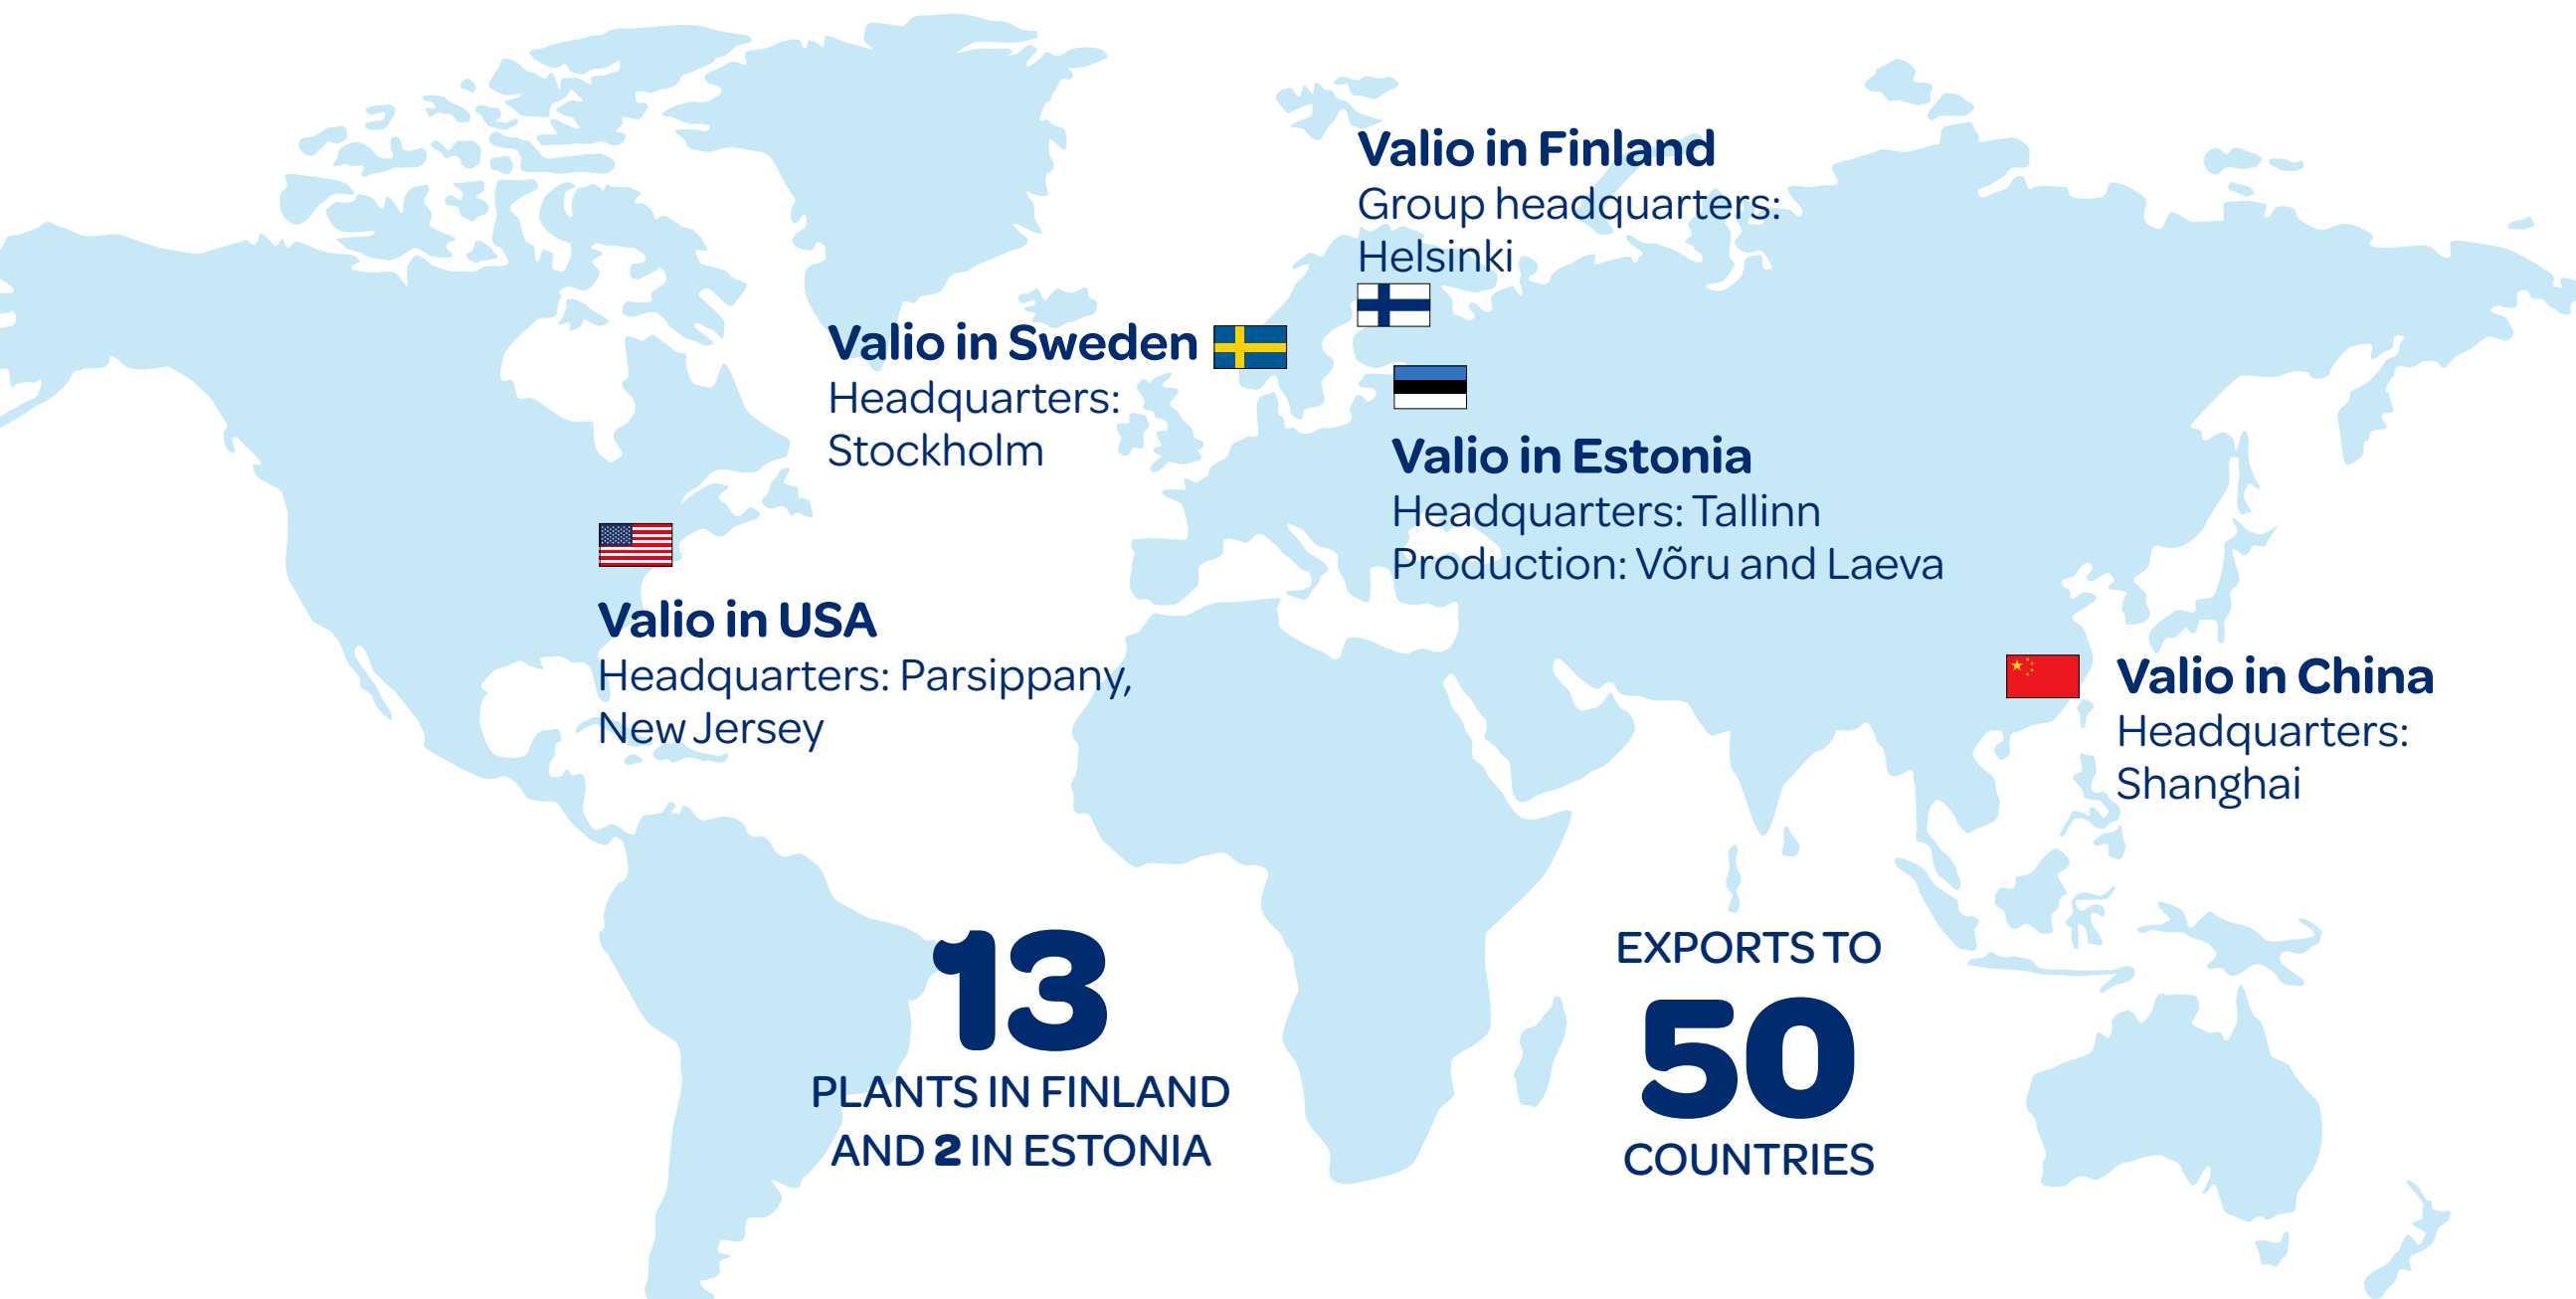 Valio in Finland
Group headquarters:
Helsinki
Valio in Sweden
Headquarters:
Stockholm
Valio in Estonia
Headquarters: Tallinn
Production: Võru and Laeva
Valio in USA
Headquarters: Parsippany,
New Jersey
Valio in China
Headquarters:
Shanghai
13
PLANTS IN FINLAND
AND 2 IN ESTONIA
EXPORTS TO
50
COUNTRIES